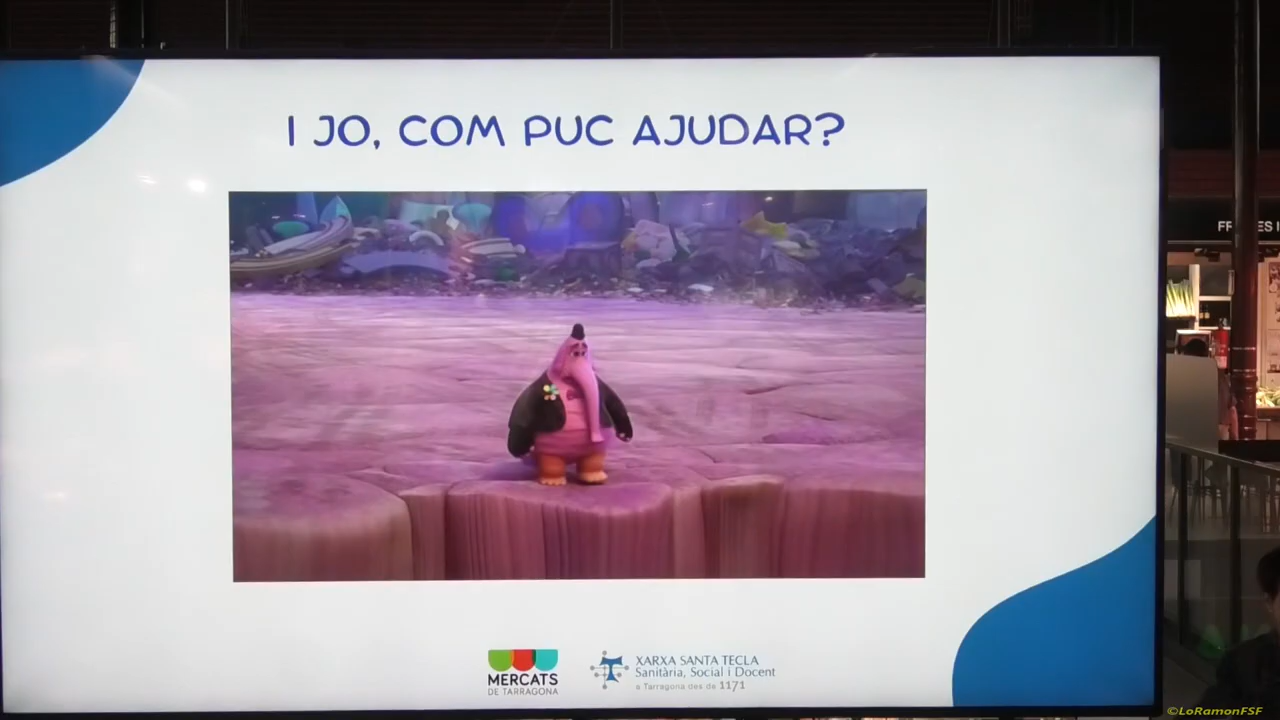 I JO, COM PUC AJUDAR?
MERCATS
DE TARRAGONA
XARXA SANTA TECLA
Sanitària, Social i Docent
a Tarragona des de 1171
©LoRamonFSF